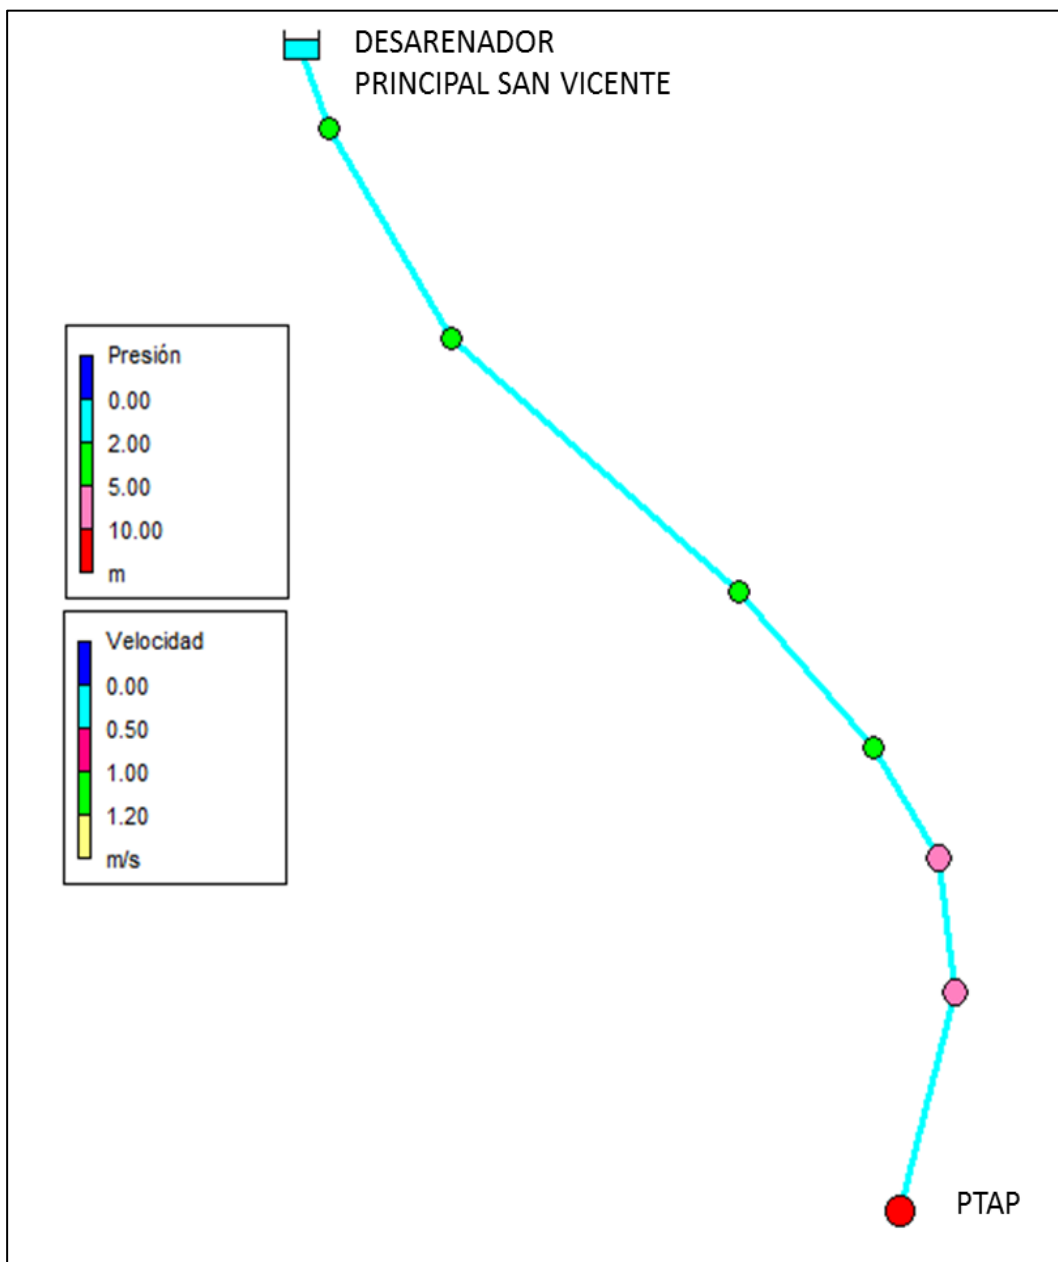 DESARENADOR
PRINCIPAL SAN VICENTE
Presión
0.00
2.00
5.00
10.00
m
Velocidad
0.00
0.50
1.00
1.20
m/s
PTAP